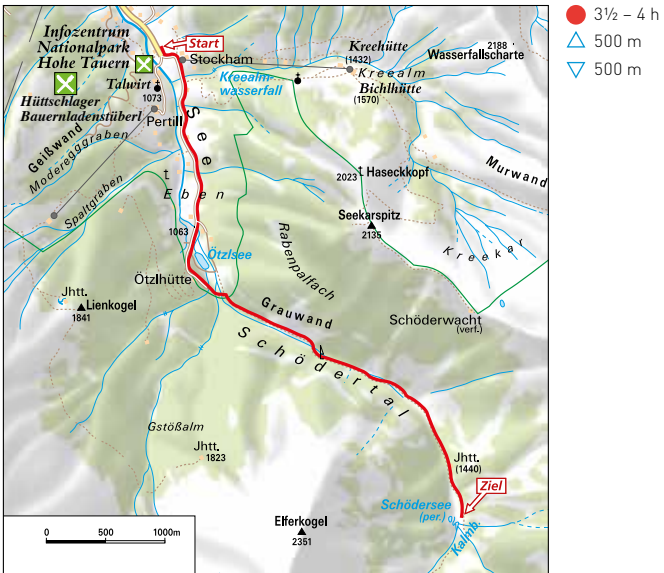 Infozentrum
Nationalpark
Hohe Tauern
Start
Stockham
Kreehütte
(1432)
2188
Wasserfallscharte
Kreealm-
wasserfall
Kreealm
Bichlhütte
(1570)
Talwirt
1073
Hüttschlager
Bauernladenstüberl
Pertill
See
Geißwand
Moderegggraben
Murwand
2023
Haseckkopf
Spaltgraben
Eben
Seekarspitz
2135
1063
Rabenpalfach
Kreekar
Ötzlsee
Ötzlhütte
Jhtt.
Lienkogel
1841
Grauwand
Schöderwacht
(verf.)
Schödertal
Gstößalm
Jhtt.
1823
Jhtt.
(1440)
Ziel
Schödersee
(per.)
Kalmb.
Elferkogel
2351
0 500 1000m
3½ – 4 h
500 m
500 m